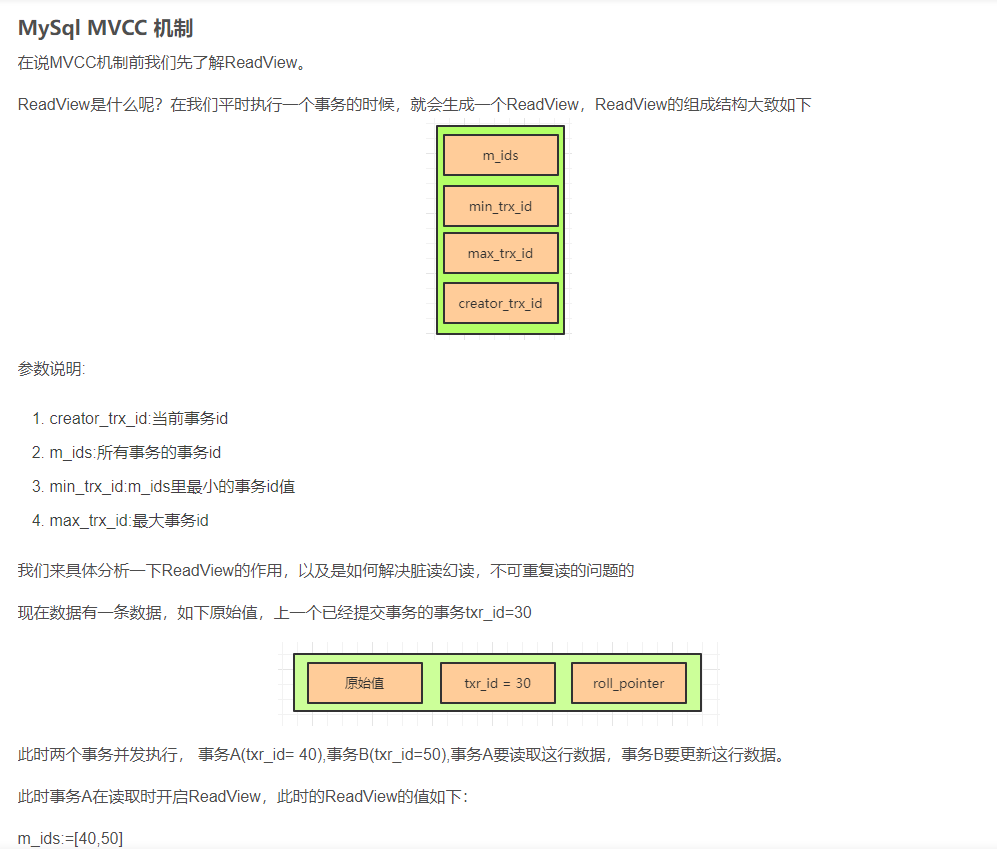 MySql MVCC 机制
在说MVCC机制前我们先了解ReadView。
ReadView是什么呢？在我们平时执行一个事务的时候，就会生成一个ReadView，ReadView的组成结构大致如下
m_ids
min_trx_id
max_trx_id
creator_trx_id
参数说明:
1. creator_trx_id:当前事务id
2. m_ids:所有事务的事务id
3. min_trx_id:m_ids里最小的事务id值
4. max_trx_id:最大事务id
我们来具体分析一下ReadView的作用，以及是如何解决脏读幻读，不可重复读的问题的
现在数据有一条数据，如下原始值，上一个已经提交事务的事务txr_id=30
原始值 txr_id = 30 roll_pointer
此时两个事务并发执行， 事务A(txr_id= 40),事务B(txr_id=50),事务A要读取这行数据，事务B要更新这行数据。
此时事务A在读取时开启ReadView，此时的ReadView的值如下：
m_ids:=[40,50]